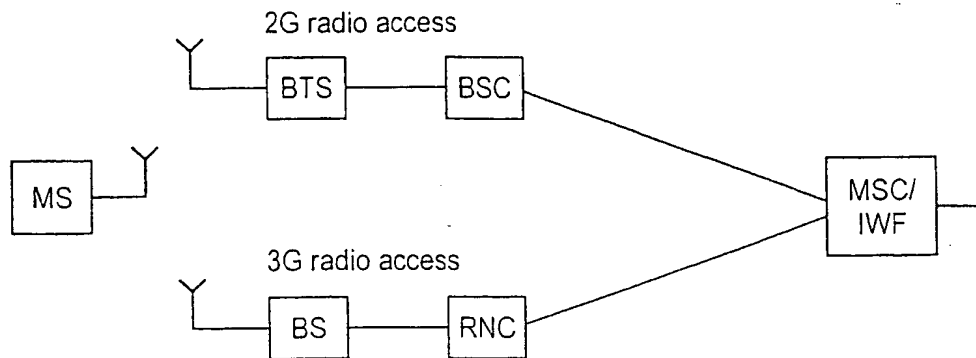 2G radio access
BTS
BSC
MS
MSC/
IWF
3G radio access
BS
RNC